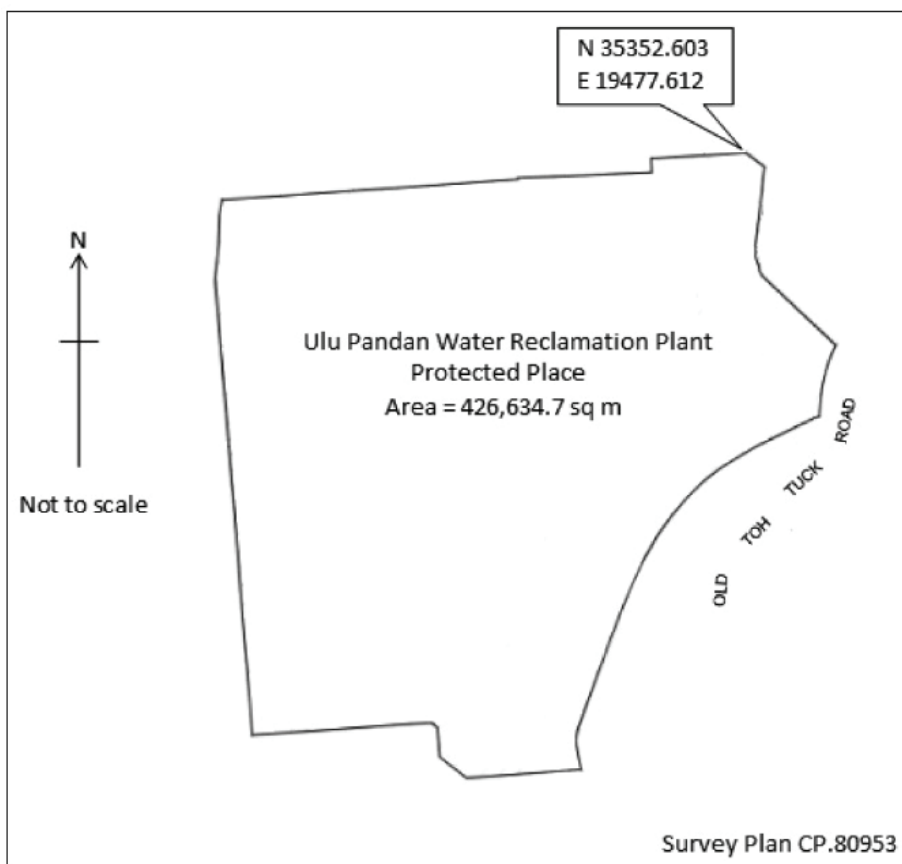 N 35352.603
E 19477.612
N
Ulu Pandan Water Reclamation Plant
Protected Place
Area = 426,634.7 sq m
Not to scale
OLD TOH TUCK ROAD
Survey Plan CP.80953